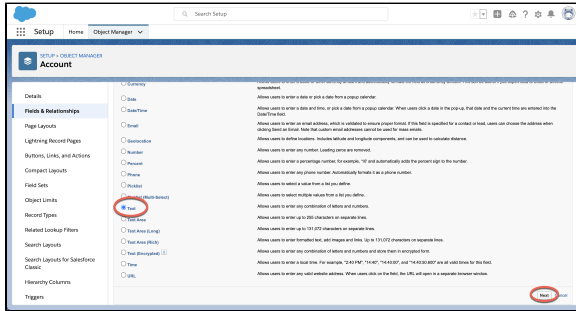 Search Setup
Setup
Home
Object Manager
SETUP > OBJECT MANAGER
Account
Details
Fields & Relationships
Page Layouts
Lightning Record Pages
Buttons, Links, and Actions
Compact Layouts
Field Sets
Object Limits
Record Types
Related Lookup Filters
Search Layouts
Search Layouts for Salesforce
Classic
Hierarchy Columns
Triggers
Currency
spreadsheet.
Date
Allows users to enter a date or pick a date from a popup calendar.
Date/Time
Allows users to enter a date and time, or pick a date from a popup calendar. When users click a date in the pop-up, that date and the current time are entered into the
Date/Time field.
Email
Allows users to enter an email address, which is validated to ensure proper format. If this field is specified for a contact or lead, users can choose the address when
clicking Send an Email. Note that custom email addresses cannot be used for mass emails.
Geolocation
Allows users to define locations. Includes latitude and longitude components, and can be used to calculate distance.
Number
Allows users to enter any number. Leading zeros are removed.
Percent
Allows users to enter a percentage number, for example, '10' and automatically adds the percent sign to the number.
Phone
Allows users to enter any phone number. Automatically formats it as a phone number.
Picklist
Allows users to select a value from a list you define.
(Multi-Select)
Allows users to select multiple values from a list you define.
Text
Allows users to enter any combination of letters and numbers.
Text Area
Allows users to enter up to 255 characters on separate lines.
Text Area (Long)
Allows users to enter up to 131,072 characters on separate lines.
Text Area (Rich)
Allows users to enter formatted text, add images and links. Up to 131,072 characters on separate lines.
Text (Encrypted)
Allows users to enter any combination of letters and numbers and store them in encrypted form.
Time
Allows users to enter a local time. For example, "2:40 PM", "14:40", "14:40:00", and "14:40:50.600" are all valid times for this field.
URL
Allows users to enter any valid website address. When users click on the field, the URL will open in a separate browser window.
Next
Cancel